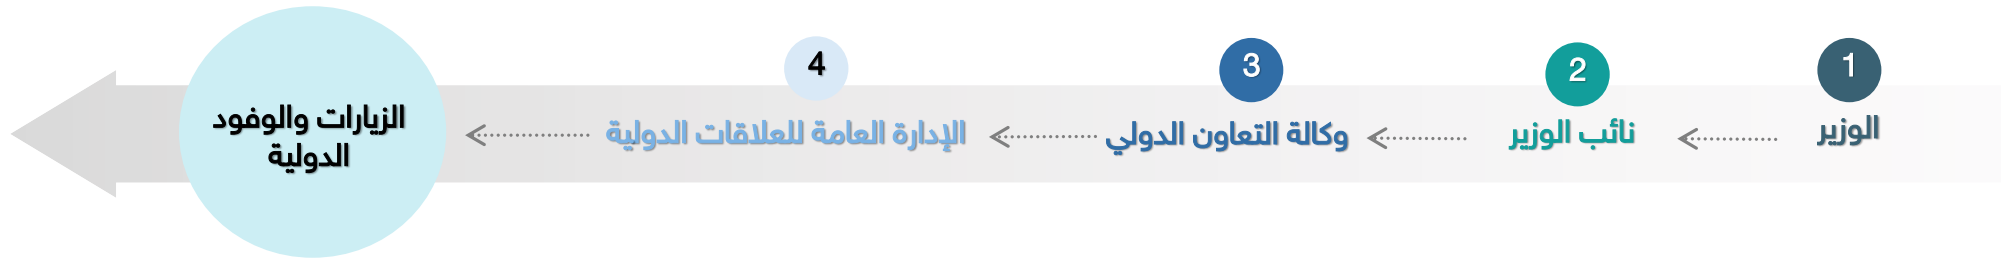 1
الوزير
2
نائب الوزير
3
وكالة التعاون الدولي
4
الإدارة العامة للعلاقات الدولية
الزيارات والوفود
الدولية